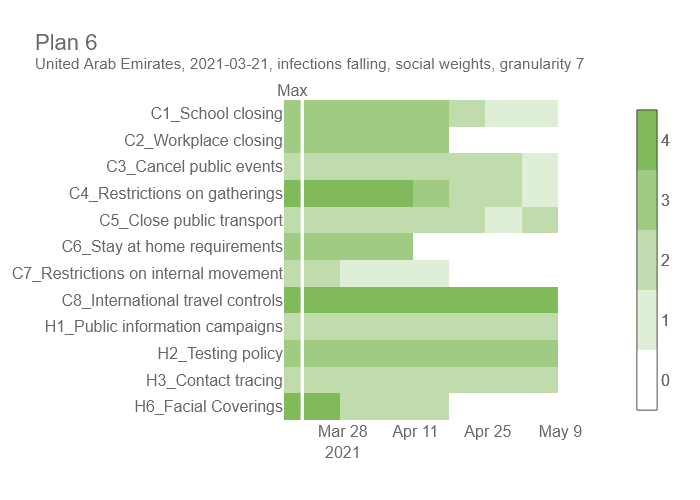 Plan 6
United Arab Emirates, 2021-03-21, infections falling, social weights, granularity 7
Max
C1_School closing
C2_Workplace closing
C3_Cancel public events
C4_Restrictions on gatherings
C5_Close public transport
C6_Stay at home requirements
C7_Restrictions on internal movement
C8_International travel controls
H1_Public information campaigns
H2_Testing policy
H3_Contact tracing
H6_Facial Coverings
Mar 28 Apr 11 Apr 25 May 9
2021
4
3
2
1
0